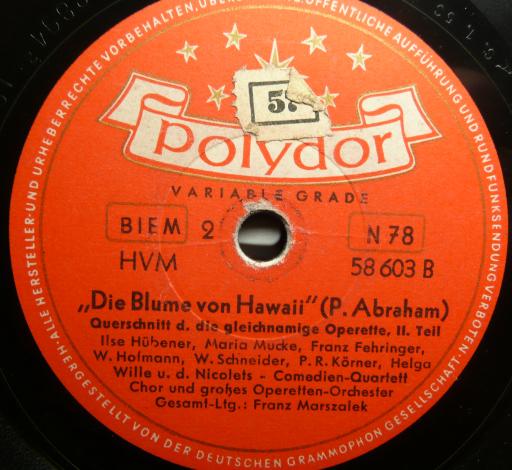 ALLE HERSTELLER- UND URHEBERRECHTE VORBEHALTEN,
ÖFFENTLICHE AUFFÜHRUNG UND RUNDFUNKSENDUNG VERBOTEN
HERGESTELLT VON DER DEUTSCHEN GRAMMOPHON GESELLSCHAFT
polydor
VARIABLE GRADE
BIEM 2 N 78
HVM 58 603 B
„Die Blume von Hawaii" (P. Abraham)
Querschnitt d. die gleichnamige Operette, II. Teil
Ilse Hübener, Maria Mucke, Franz Fehringer,
W. Hofmann, W. Schneider, P. R. Körner, Helga
Wille u. d. Nicolets - Comedien-Quartett
Chor und großes Operetten-Orchester
Gesamt-Ltg.: Franz Marszalek